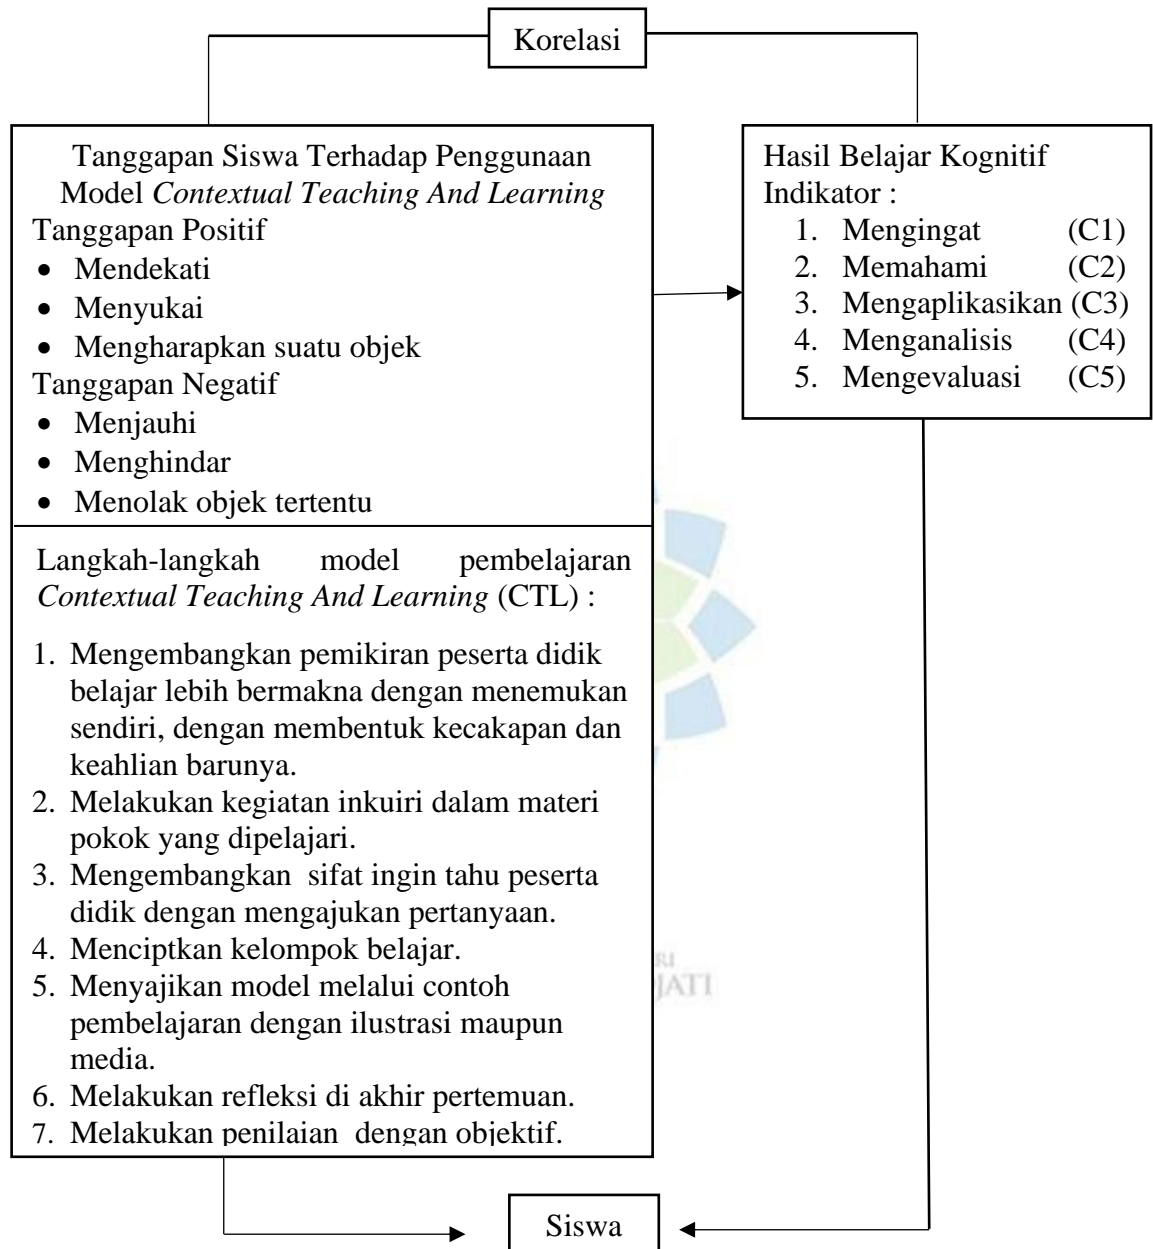 Korelasi
Tanggapan Siswa Terhadap Penggunaan
Model Contextual Teaching And Learning
Tanggapan Positif
• Mendekati
• Menyukai
• Mengharapkan suatu objek
Tanggapan Negatif
• Menjauhi
• Menghindar
• Menolak objek tertentu
Langkah-langkah model pembelajaran
Contextual Teaching And Learning (CTL) :
1. Mengembangkan pemikiran peserta didik
belajar lebih bermakna dengan menemukan
sendiri, dengan membentuk kecakapan dan
keahlian barunya.
2. Melakukan kegiatan inkuiri dalam materi
pokok yang dipelajari.
3. Mengembangkan sifat ingin tahu peserta
didik dengan mengajukan pertanyaan.
4. Menciptkan kelompok belajar.
5. Menyajikan model melalui contoh
pembelajaran dengan ilustrasi maupun
media.
6. Melakukan refleksi di akhir pertemuan.
7. Melakukan penilaian dengan objektif.
Hasil Belajar Kognitif
Indikator :
1. Mengingat (C1)
2. Memahami (C2)
3. Mengaplikasikan (C3)
4. Menganalisis (C4)
5. Mengevaluasi (C5)
Siswa